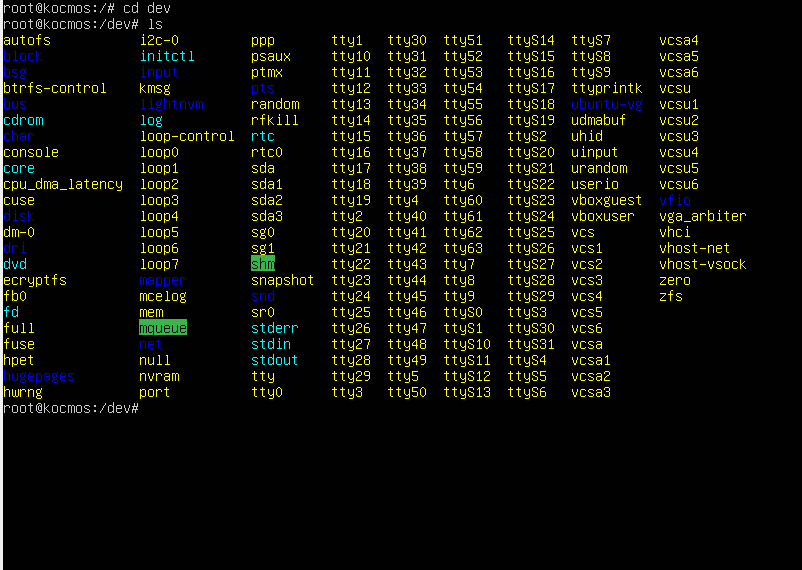 root@kocmos:/# cd dev
root@kocmos:/dev# ls
autofs i2c-0 ppp tty1 tty30 tty51 ttyS14 ttyS7 vcsa4
block initctl psaux tty10 tty31 tty52 ttyS15 ttyS8 vcsa5
bsg input ptmx tty11 tty32 tty53 ttyS16 ttyS9 vcsa6
btrfs-control kmsg pts tty12 tty33 tty54 ttyS17 ttyprintk vcsu
bus lightnvm random tty13 tty34 tty55 ttyS18 ubuntu-vg vcsu1
cdrom log rfkill tty14 tty35 tty56 ttyS19 udmabuf vcsu2
char loop-control rtc tty15 tty36 tty57 ttyS2 uhid vcsu3
console loop0 rtc0 tty16 tty37 tty58 ttyS20 uinput vcsu4
core loop1 sda tty17 tty38 tty59 ttyS21 urandom vcsu5
cpu_dma_latency loop2 sda1 tty18 tty39 tty6 ttyS22 userio vcsu6
cuse loop3 sda2 tty19 tty4 tty60 ttyS23 vboxguest vfio
disk loop4 sda3 tty2 tty40 tty61 ttyS24 vboxuser vga_arbiter
dm-0 loop5 sg0 tty20 tty41 tty62 ttyS25 vcs vhci
dri loop6 sg1 tty21 tty42 tty63 ttyS26 vcs1 vhost-net
dvd loop7 shm tty22 tty43 tty7 ttyS27 vcs2 vhost-vsock
ecryptfs mapper snapshot tty23 tty44 tty8 ttyS28 vcs3 zero
fb0 mcelog snd tty24 tty45 tty9 ttyS29 vcs4 zfs
fd mem sr0 tty25 tty46 ttyS0 ttyS3 vcs5
full mqueue stderr tty26 tty47 ttyS1 ttyS30 vcs6
fuse net stdin tty27 tty48 ttyS10 ttyS31 vcsa
hpet null stdout tty28 tty49 ttyS11 ttyS4 vcsa1
hugepages nvram tty tty29 tty5 ttyS12 ttyS5 vcsa2
hwrng port tty0 tty3 tty50 ttyS13 ttyS6 vcsa3
root@kocmos:/dev#